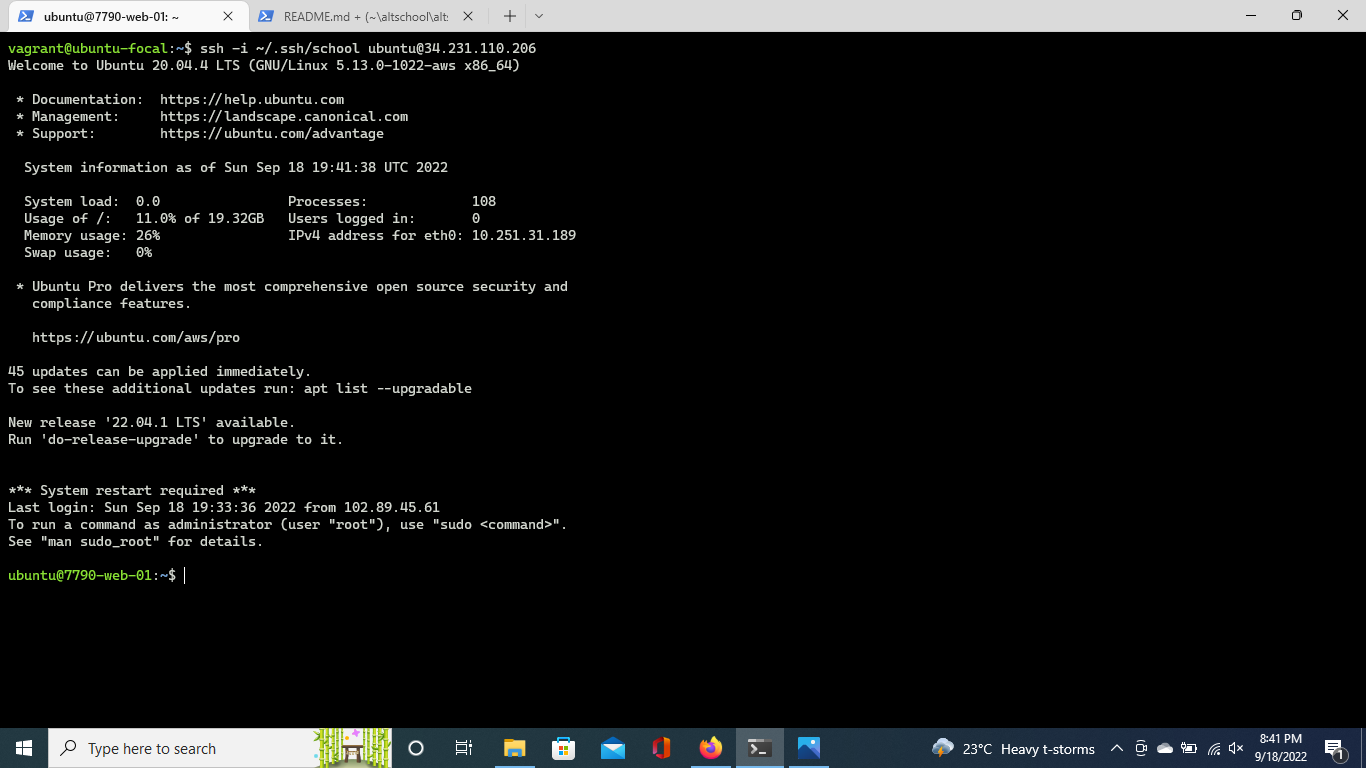 ubuntu@7790-web-01: ~
README.md + (~\altschool\alts
vagrant@ubuntu-focal:~$ ssh -i ~/.ssh/school ubuntu@34.231.110.206
Welcome to Ubuntu 20.04.4 LTS (GNU/Linux 5.13.0-1022-aws x86_64)
* Documentation:  https://help.ubuntu.com
* Management:     https://landscape.canonical.com
* Support:        https://ubuntu.com/advantage
System information as of Sun Sep 18 19:41:38 UTC 2022
System load:  0.0               Processes:             108
Usage of /:   11.0% of 19.32GB   Users logged in:       0
Memory usage: 26%                IPv4 address for eth0: 10.251.31.189
Swap usage:   0%
* Ubuntu Pro delivers the most comprehensive open source security and
compliance features.
https://ubuntu.com/aws/pro
45 updates can be applied immediately.
To see these additional updates run: apt list --upgradable
New release '22.04.1 LTS' available.
Run 'do-release-upgrade' to upgrade to it.
*** System restart required ***
Last login: Sun Sep 18 19:33:36 2022 from 102.89.45.61
To run a command as administrator (user "root"), use "sudo <command>".
See "man sudo_root" for details.
ubuntu@7790-web-01:~$
Type here to search
23°C Heavy t-storms
8:41 PM
9/18/2022
1